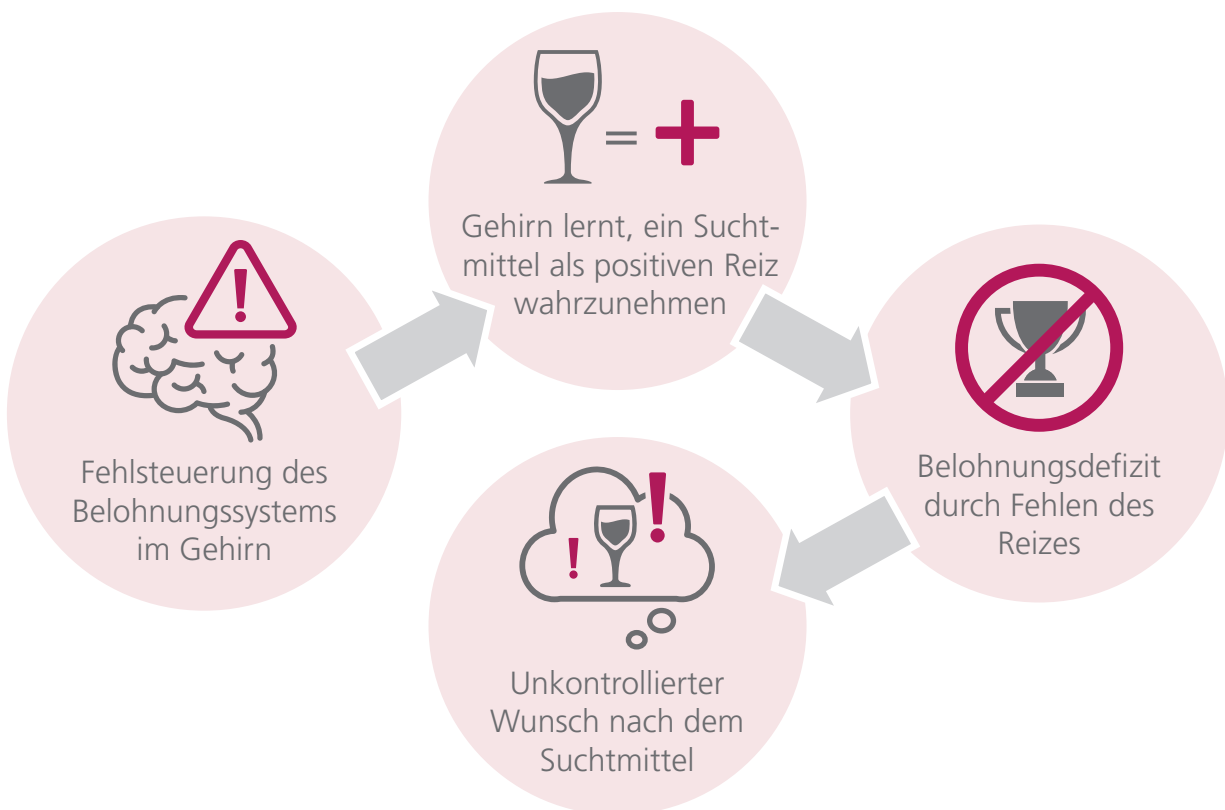 Fehlsteuerung des
Belohnungssystems
im Gehirn
=
+
Gehirn lernt, ein Sucht-
mittel als positiven Reiz
wahrzunehmen
Belohnungsdefizit
durch Fehlen des
Reizes
Unkontrollierter
Wunsch nach dem
Suchtmittel